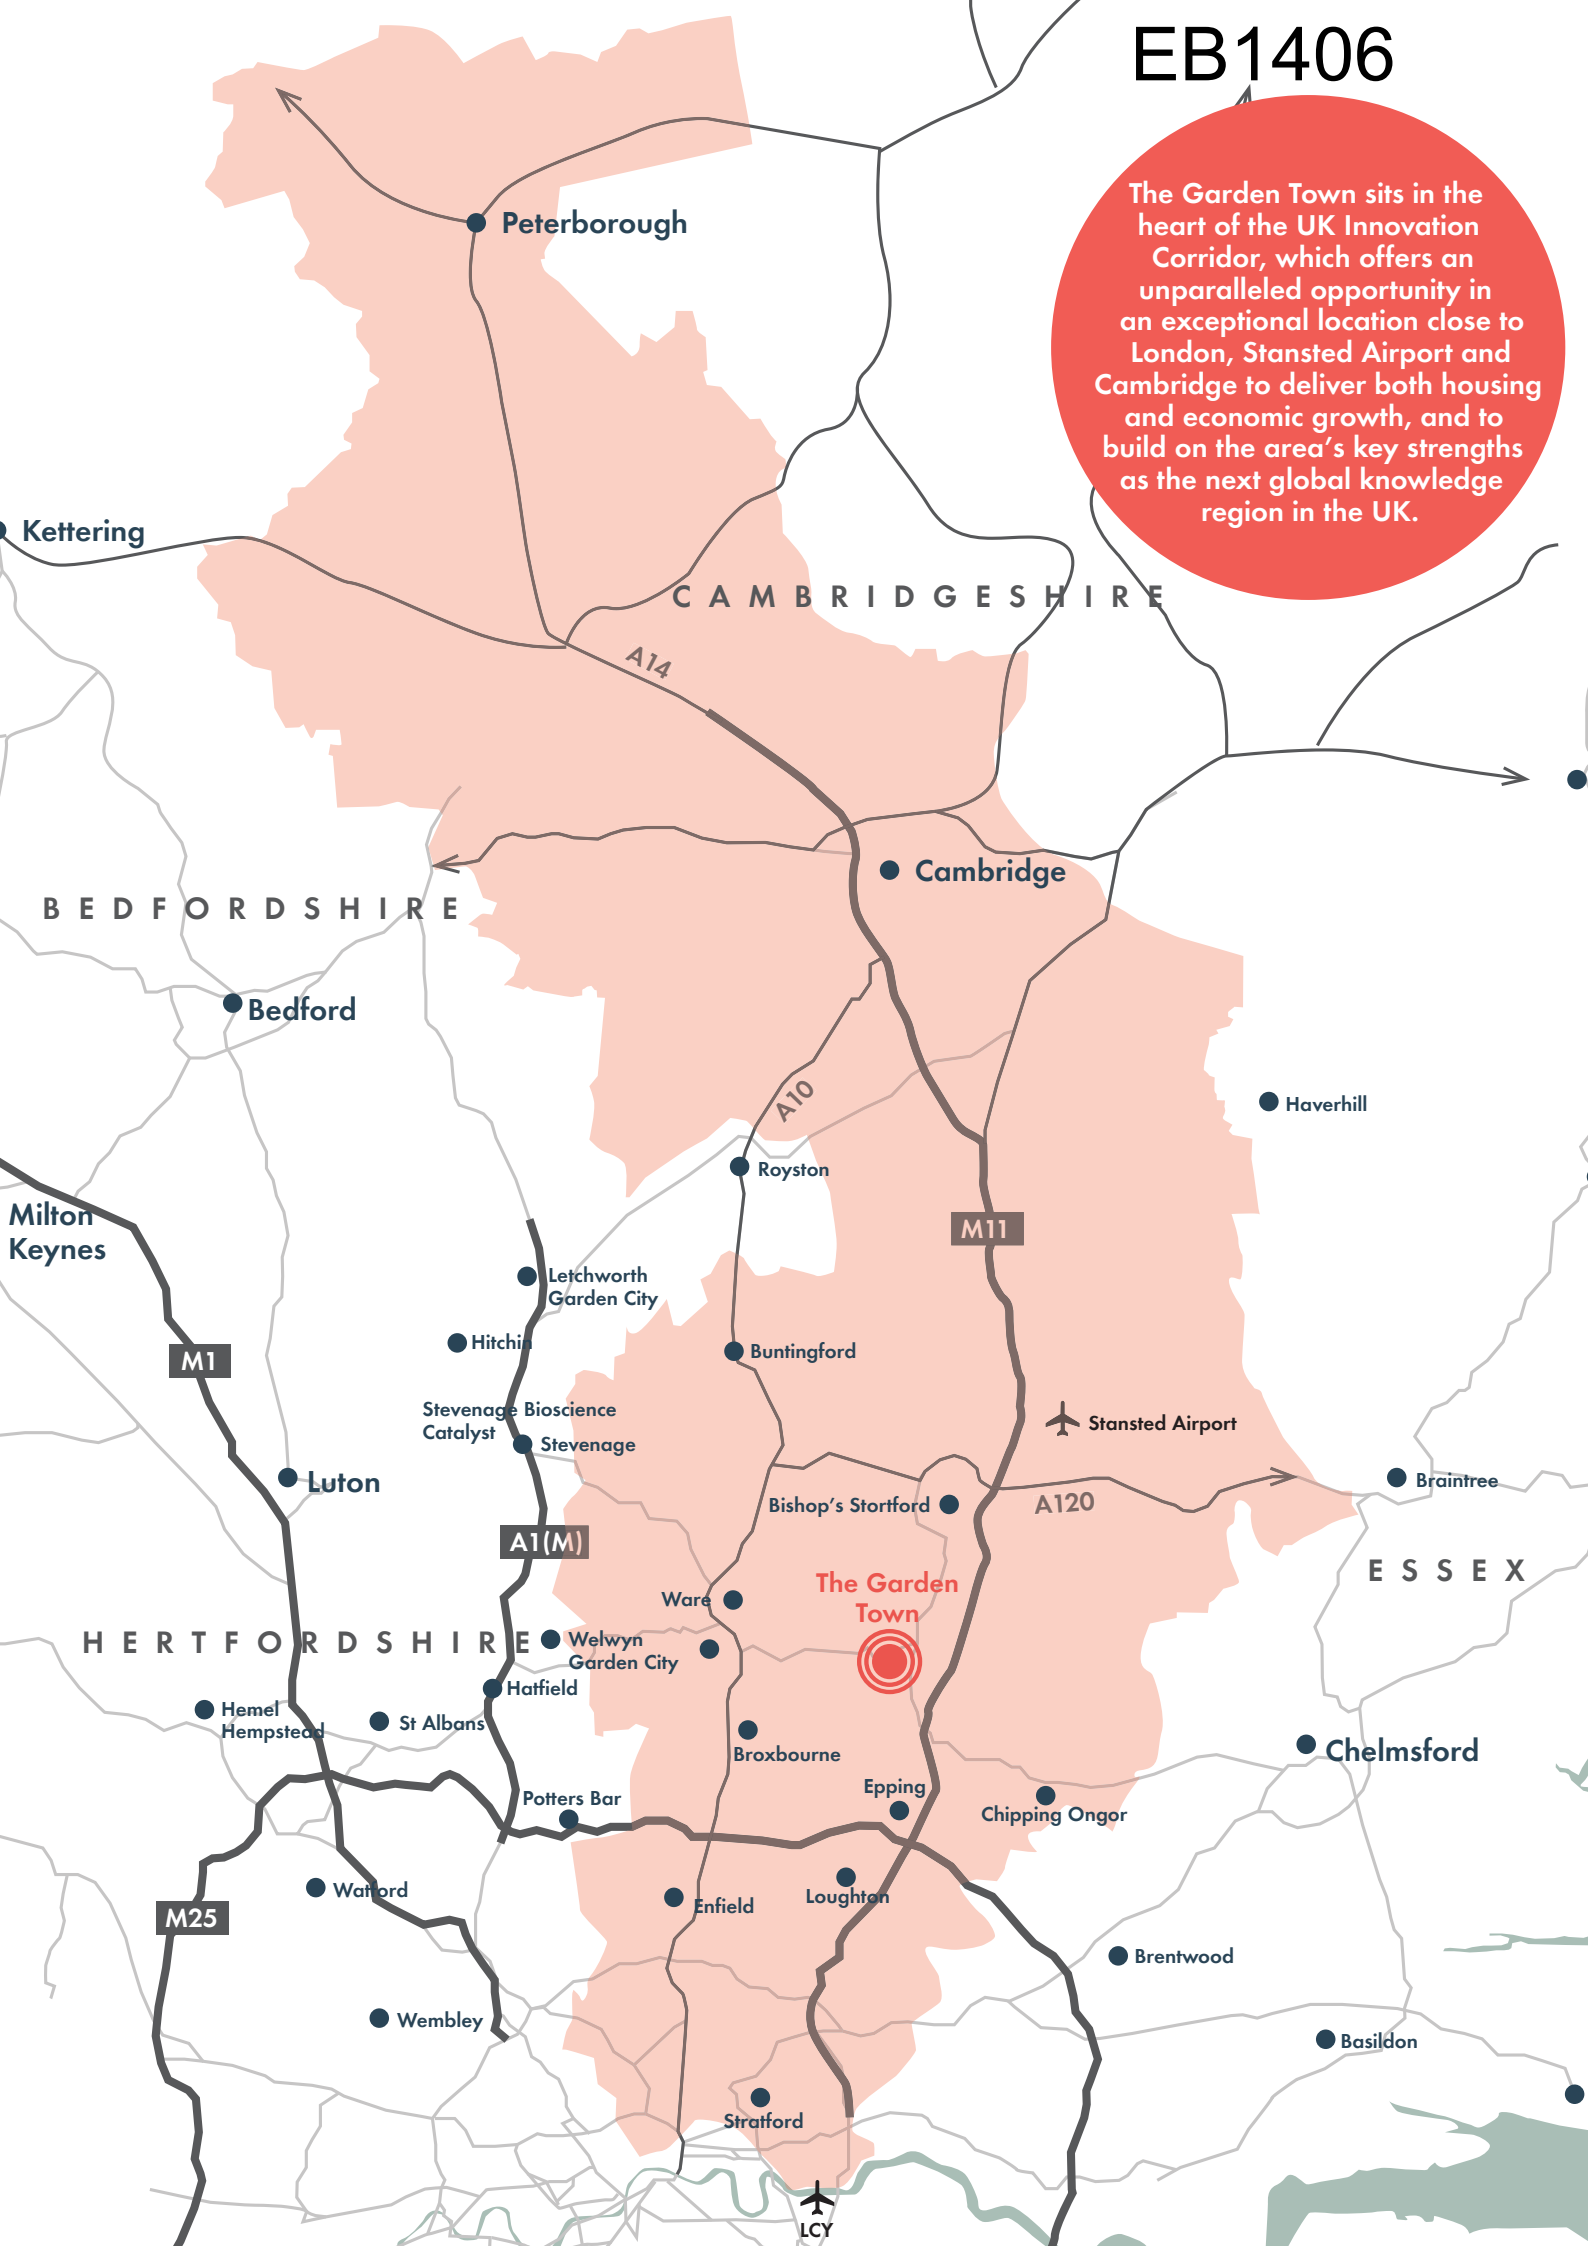 EB1406
The Garden Town sits in the
heart of the UK Innovation
Corridor, which offers an
unparalleled opportunity in
an exceptional location close to
London, Stansted Airport and
Cambridge to deliver both housing
and economic growth, and to
build on the area's key strengths
as the next global knowledge
region in the UK.
Peterborough
Kettering
CAMBRIDGESHIRE
A14
Cambridge
BEDFORDSHIRE
Bedford
A10
Haverhill
Royston
Milton
Keynes
M11
Letchworth
Garden City
Hitchin
Buntingford
M1
Stevenage Bioscience
Catalyst
Stevenage
Stansted Airport
Luton
Braintree
Bishop's Stortford
A120
A1(M)
ESSEX
The Garden
Town
Ware
HERTFORDSHIRE
Welwyn
Garden City
Hatfield
Hemel
Hempstead
St Albans
Broxbourne
Chelmsford
Epping
Potters Bar
Chipping Ongor
Watford
Enfield
Loughton
M25
Brentwood
Wembley
Basildon
Stratford
LCY